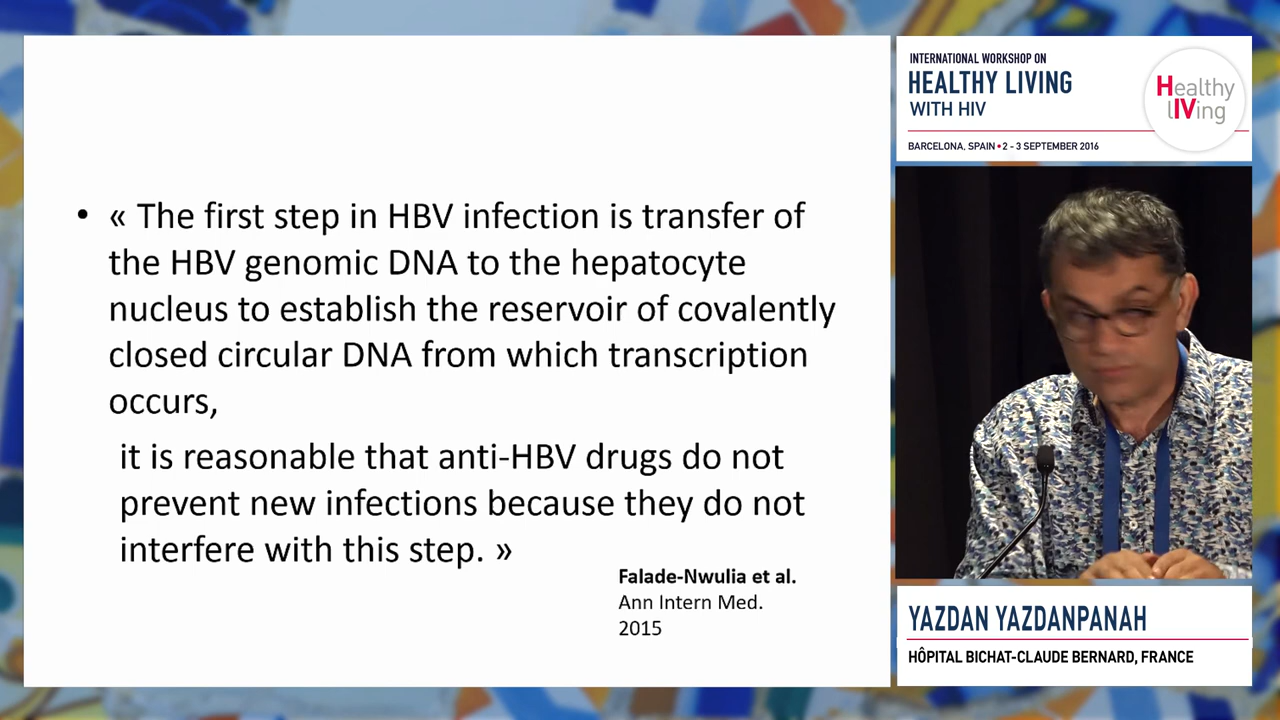 • « The first step in HBV infection is transfer of
the HBV genomic DNA to the hepatocyte
nucleus to establish the reservoir of covalently
closed circular DNA from which transcription
occurs,
it is reasonable that anti-HBV drugs do not
prevent new infections because they do not
interfere with this step. »
Falade-Nwulia et al.
Ann Intern Med.
2015
INTERNATIONAL WORKSHOP ON
HEALTHY LIVING
WITH HIV
BARCELONA, SPAIN • 2 - 3 SEPTEMBER 2016
Healthy
lIVing
YAZDAN YAZDANPANAH
HÔPITAL BICHAT-CLAUDE BERNARD, FRANCE